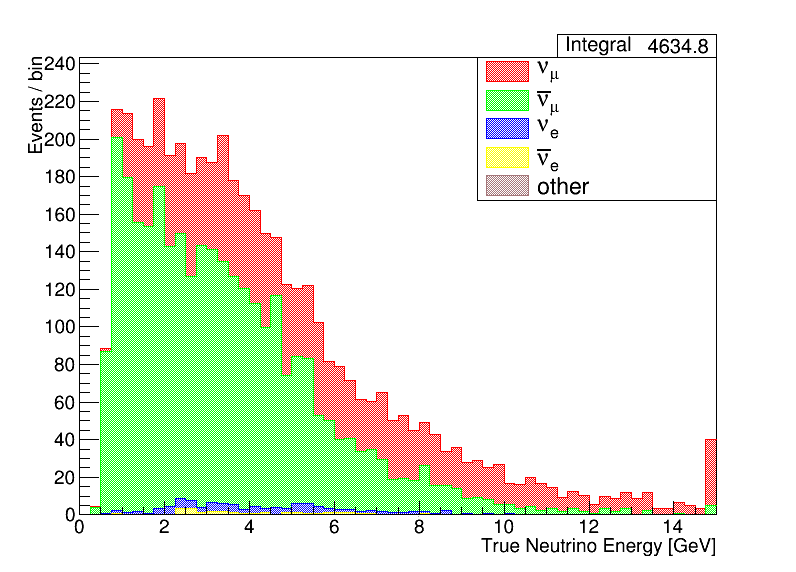 Integral 4634.8
Events / bin
240
220
200
180
160
140
120
100
80
60
40
20
0
ν_μ
ν̅_μ
ν_e
ν̅_e
other
0 2 4 6 8 10 12 14
True Neutrino Energy [GeV]